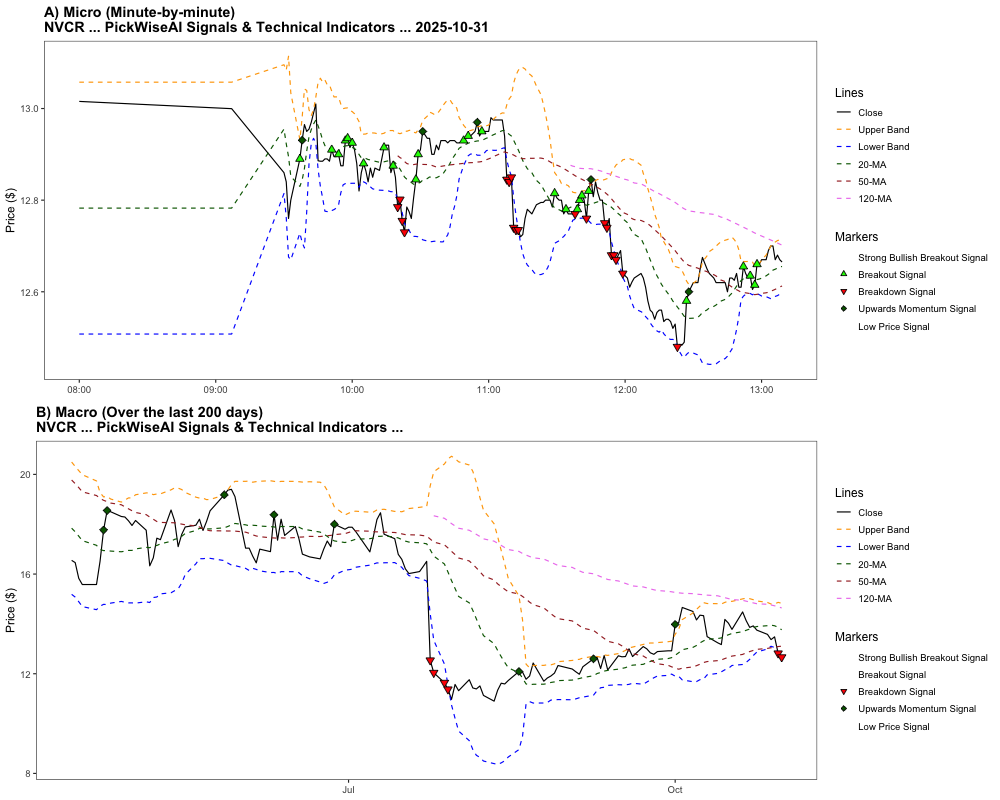 A) Micro (Minute-by-minute)
NVCR ... PickWiseAI Signals & Technical Indicators ... 2025-10-31
Price ($)
13.0
12.8
12.6
08:00
09:00
10:00
11:00
12:00
13:00
Lines
Close
Upper Band
Lower Band
20-MA
50-MA
120-MA
Markers
Strong Bullish Breakout Signal
Breakout Signal
Breakdown Signal
Upwards Momentum Signal
Low Price Signal
B) Macro (Over the last 200 days)
NVCR ... PickWiseAI Signals & Technical Indicators ...
Price ($)
20
16
12
8
Jul
Oct
Lines
Close
Upper Band
Lower Band
20-MA
50-MA
120-MA
Markers
Strong Bullish Breakout Signal
Breakout Signal
Breakdown Signal
Upwards Momentum Signal
Low Price Signal